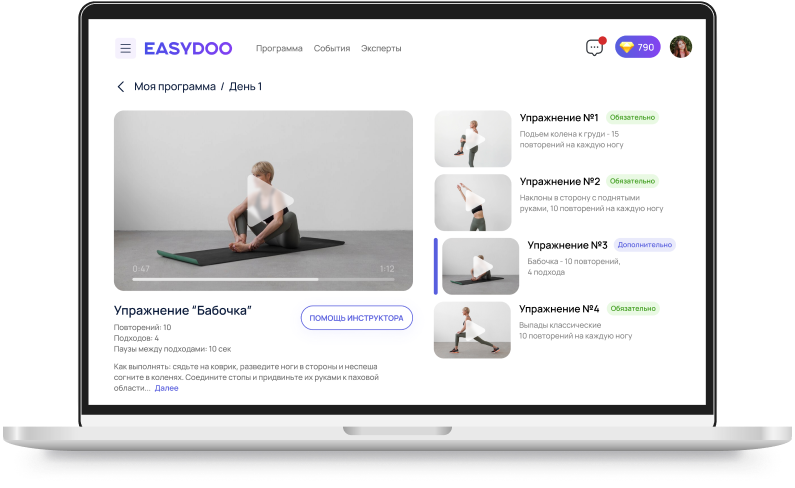 EASYDOO
Программа События Эксперты
790
Моя программа / День 1
0:47
1:12
Упражнение “Бабочка”
ПОМОЩЬ ИНСТРУКТОРА
Повторений: 10
Подходов: 4
Паузы между подходами: 10 сек
Как выполнять: сядьте на коврик, разведите ноги в стороны и неспеша
согните в коленях. Соедините стопы и придвиньте их руками к паховой
области... Далее
Упражнение №1 Обязательно
Подъем колена к груди - 15
повторений на каждую ногу
Упражнение №2 Обязательно
Наклоны в сторону с поднятыми
руками, 10 повторений на каждую ногу
Упражнение №3 Дополнительно
Бабочка - 10 повторений,
4 подхода
Упражнение №4 Обязательно
Выпады классические
10 повторений на каждую ногу